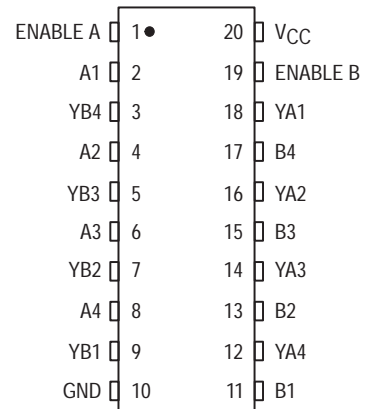 ENABLE A 1 20 VCC
A1 2 19 ENABLE B
YB4 3 18 YA1
A2 4 17 B4
YB3 5 16 YA2
A3 6 15 B3
YB2 7 14 YA3
A4 8 13 B2
YB1 9 12 YA4
GND 10 11 B1